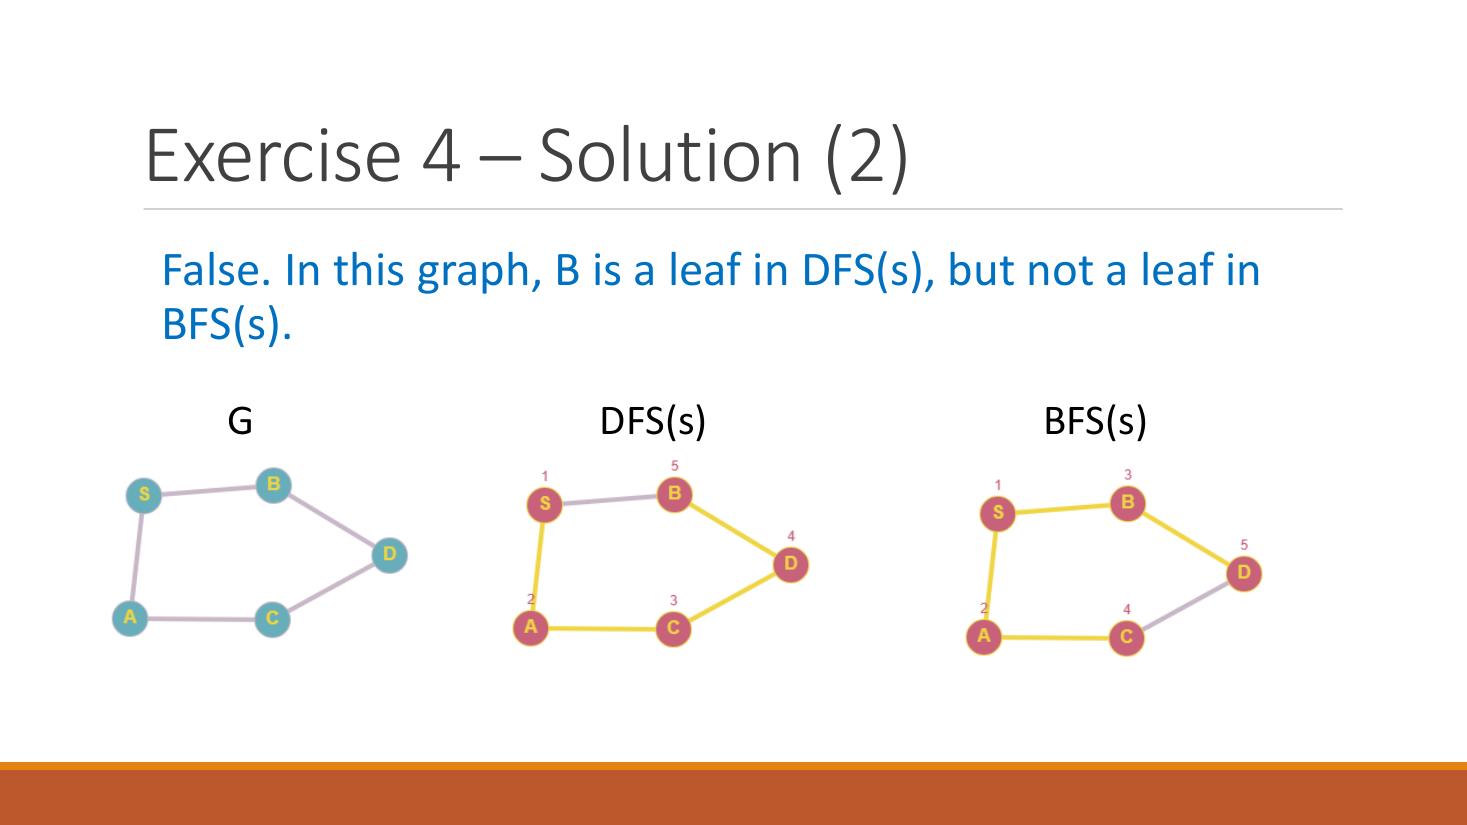 Exercise 4 – Solution (2)
False. In this graph, B is a leaf in DFS(s), but not a leaf in
BFS(s).
G
S
B
D
A
C
DFS(s)
1
S
5
B
4
D
2
A
3
C
BFS(s)
1
S
3
B
5
D
2
A
4
C